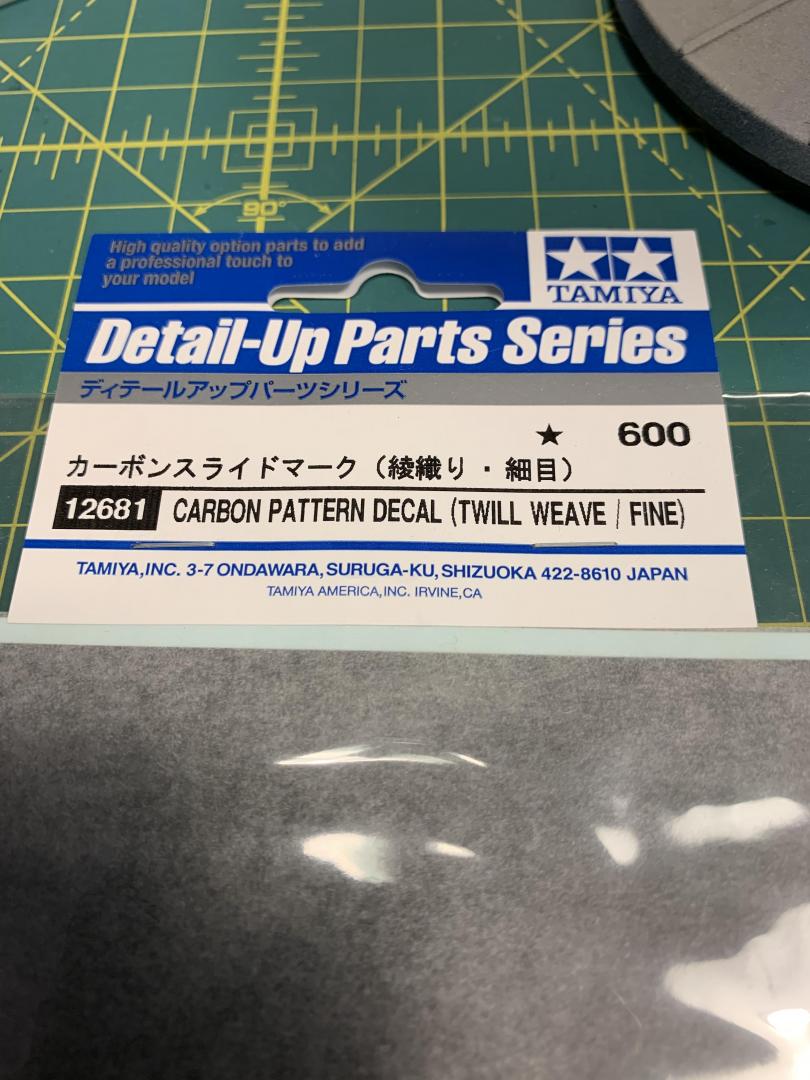 90°
High quality option parts to add
a professional touch to
your model
TAMIYA
Detail-Up Parts Series
ディテールアップパーツシリーズ
★ 600
カーボンスライドマーク（綾織り・細目）
12681 CARBON PATTERN DECAL (TWILL WEAVE / FINE)
TAMIYA,INC. 3-7 ONDAWARA, SURUGA-KU, SHIZUOKA 422-8610 JAPAN
TAMIYA AMERICA,INC. IRVINE,CA